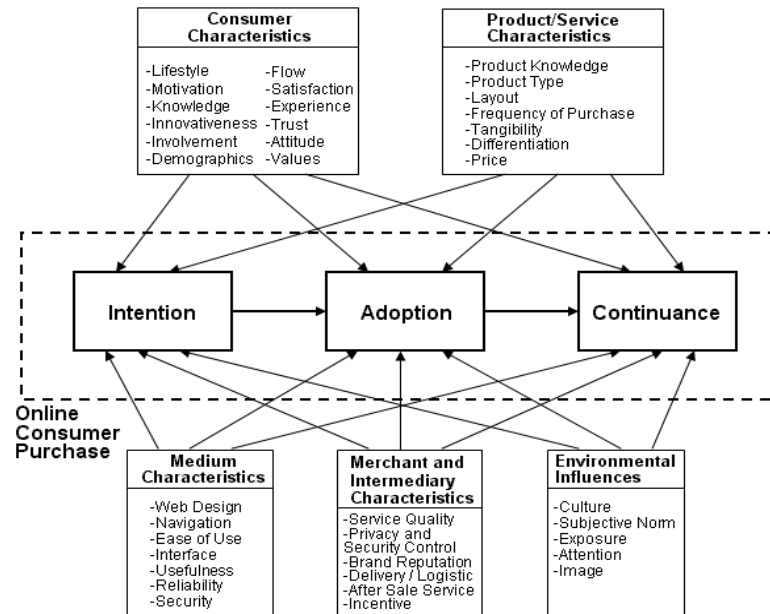 Consumer
Characteristics
-Lifestyle
-Motivation
-Knowledge
-Innovativeness
-Involvement
-Demographics
-Flow
-Satisfaction
-Experience
-Trust
-Attitude
-Values
Product/Service
Characteristics
-Product Knowledge
-Product Type
-Layout
-Frequency of Purchase
-Tangibility
-Differentiation
-Price
Intention
Adoption
Continuance
Online
Consumer
Purchase
Medium
Characteristics
-Web Design
-Navigation
-Ease of Use
-Interface
-Usefulness
-Reliability
-Security
Merchant and
Intermediary
Characteristics
-Service Quality
-Privacy and
Security Control
-Brand Reputation
-Delivery / Logistic
-After Sale Service
-Incentive
Environmental
Influences
-Culture
-Subjective Norm
-Exposure
-Attention
-Image